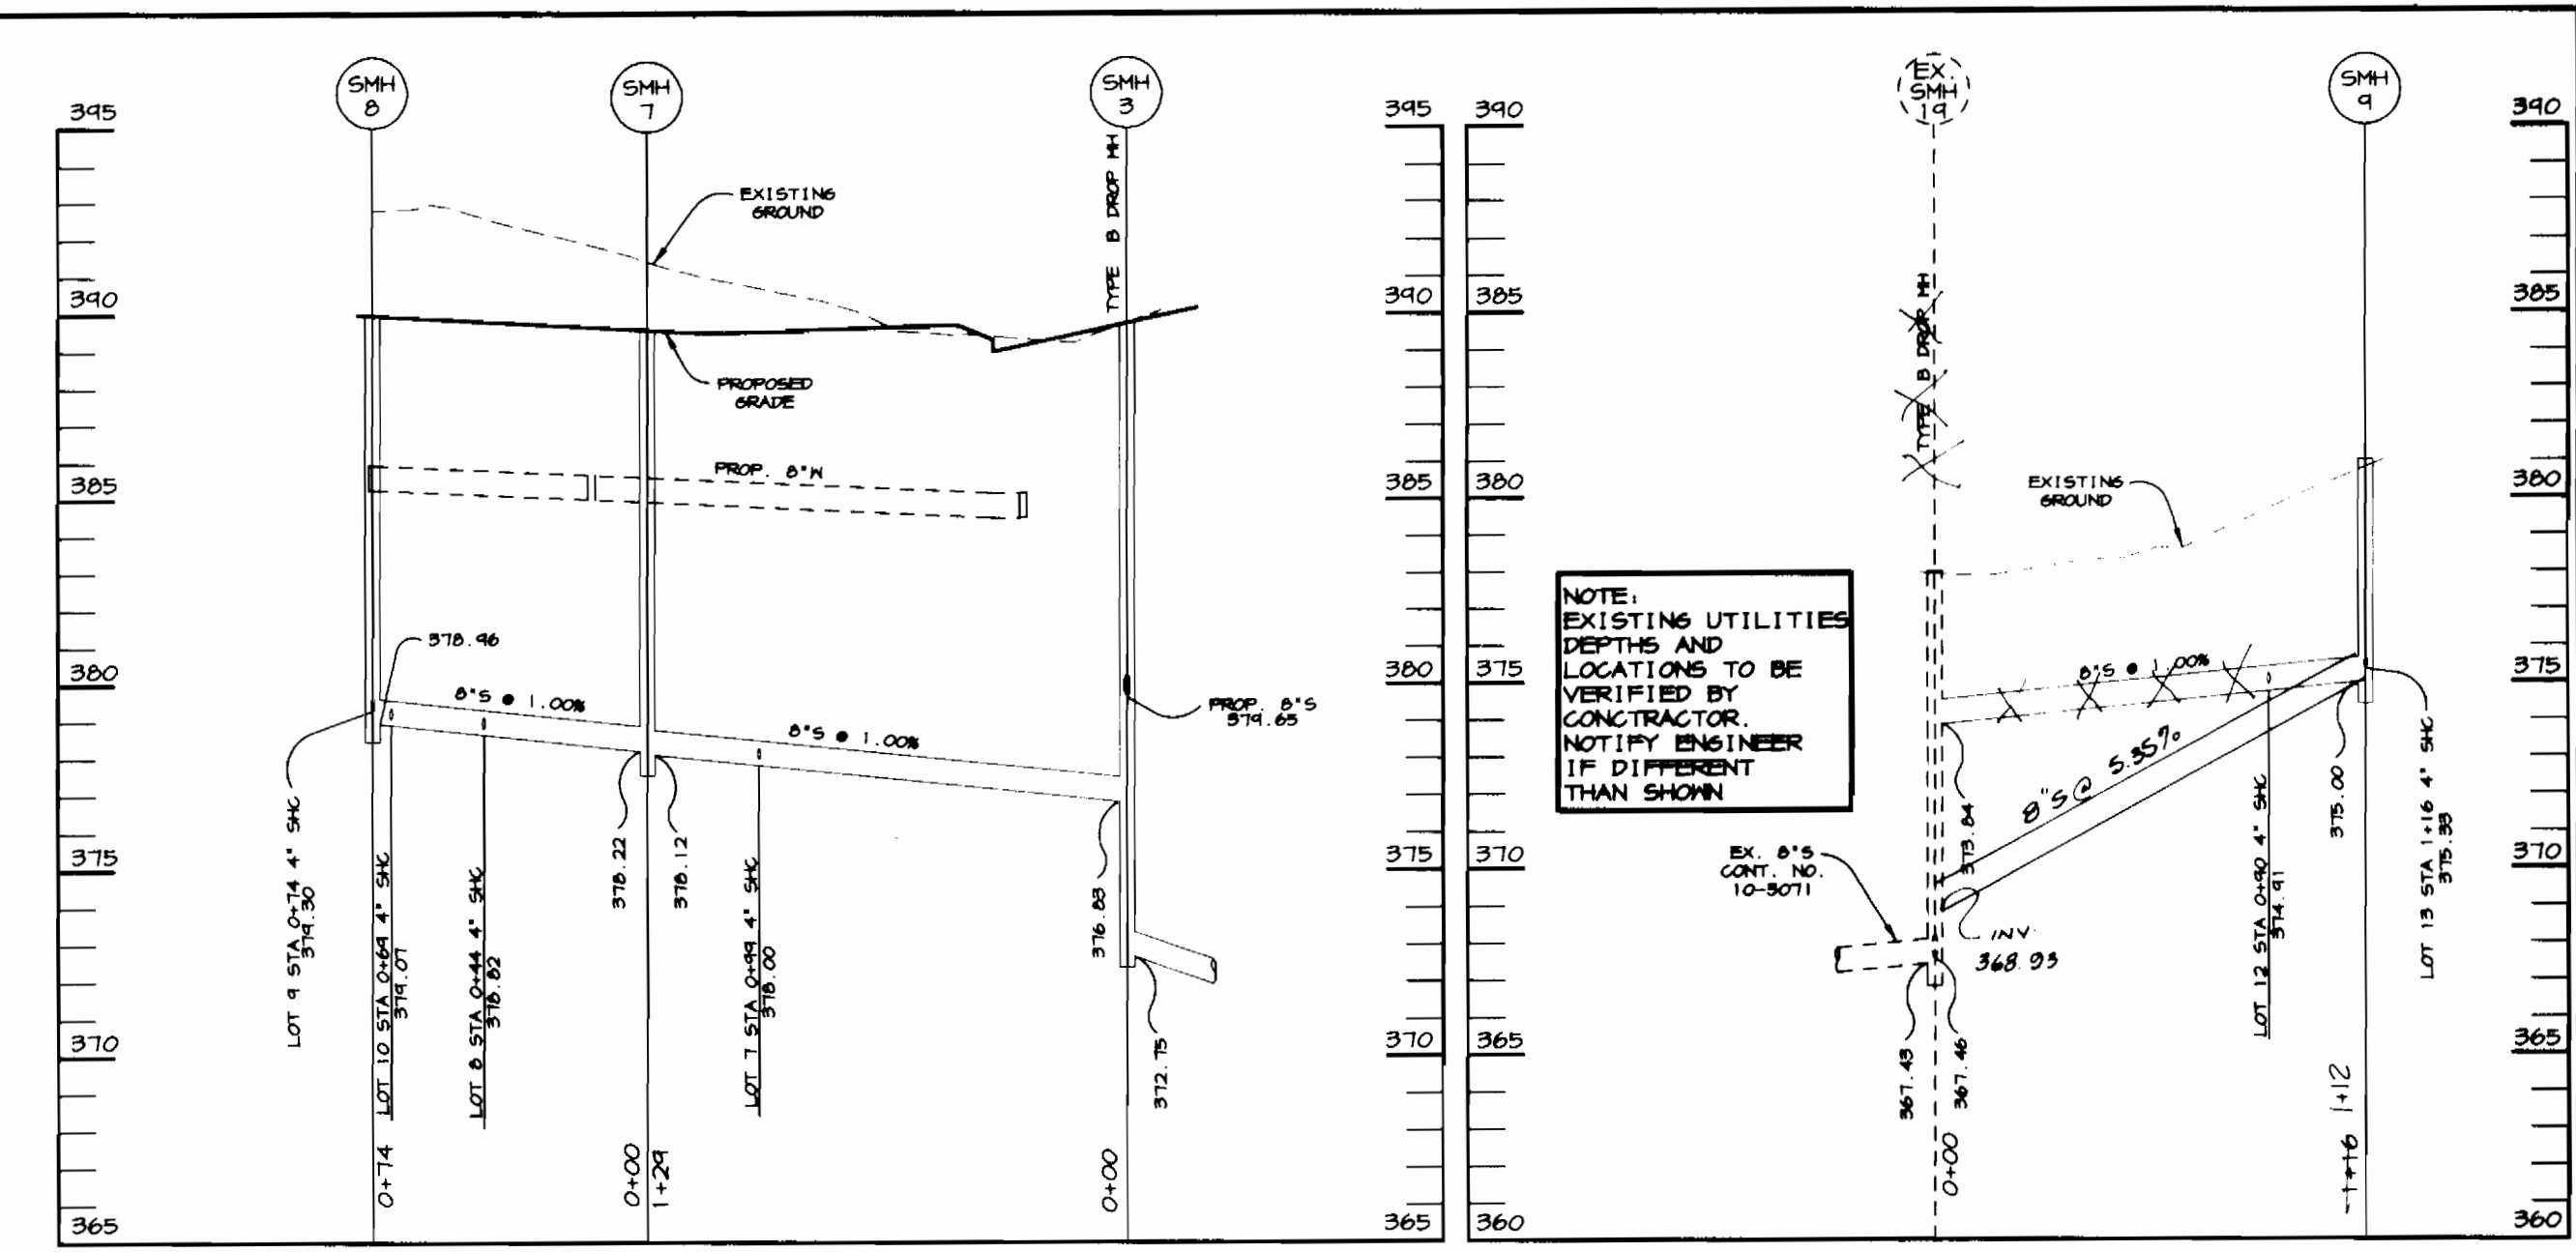 SMH
8
SMH
7
SMH
3
395
390
385
380
375
370
365
EXISTING
GROUND
TYPE B DROP MH
PROPOSED
GRADE
PROP. 8"W
378.96
8"S @ 1.00%
8"S @ 1.00%
PROP. 8"S
379.65
LOT 9 STA 0+74 4" SHC
379.30
LOT 10 STA 0+69 4" SHC
379.07
LOT 8 STA 0+44 4" SHC
378.82
378.22
378.12
LOT 7 STA 0+99 4" SHC
378.00
376.83
372.75
0+74
0+00
1+29
0+00
395
390
385
380
375
370
365
EX.
SMH
19
SMH
9
390
385
380
375
370
365
360
TYPE B DROP MH
EXISTING
GROUND
NOTE:
EXISTING UTILITIES
DEPTHS AND
LOCATIONS TO BE
VERIFIED BY
CONCTRACTOR.
NOTIFY ENGINEER
IF DIFFERENT
THAN SHOWN
8"S @ 1.00%
8"S @ 5.35%
373.84
EX. 8"S
CONT. NO.
10-3071
INV.
368.93
367.43
367.46
LOT 12 STA 0+90 4" SHC
374.91
375.00
LOT 13 STA 1+16 4" SHC
375.33
0+00
1+16
1+12
390
385
380
375
370
365
360